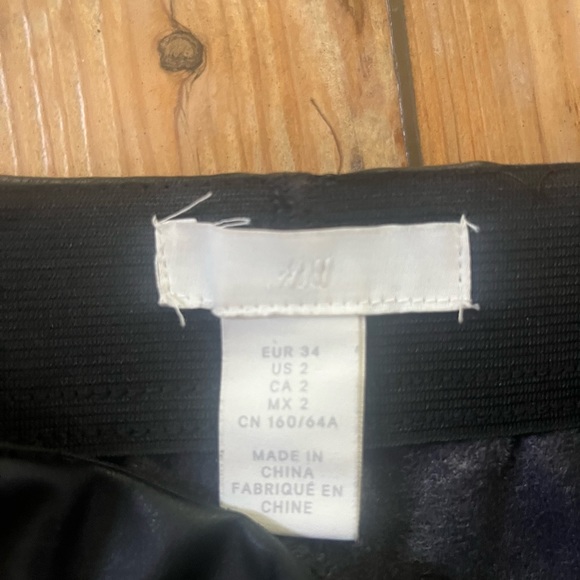 H&M
EUR 34
US 2
CA 2
MX 2
CN 160/64A
MADE IN
CHINA
FABRIQUÉ EN
CHINE